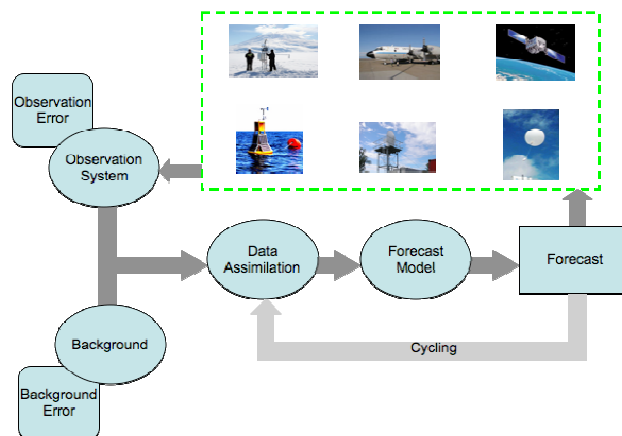 Observation
Error
Observation
System
Data
Assimilation
Forecast
Model
Forecast
Background
Cycling
Background
Error